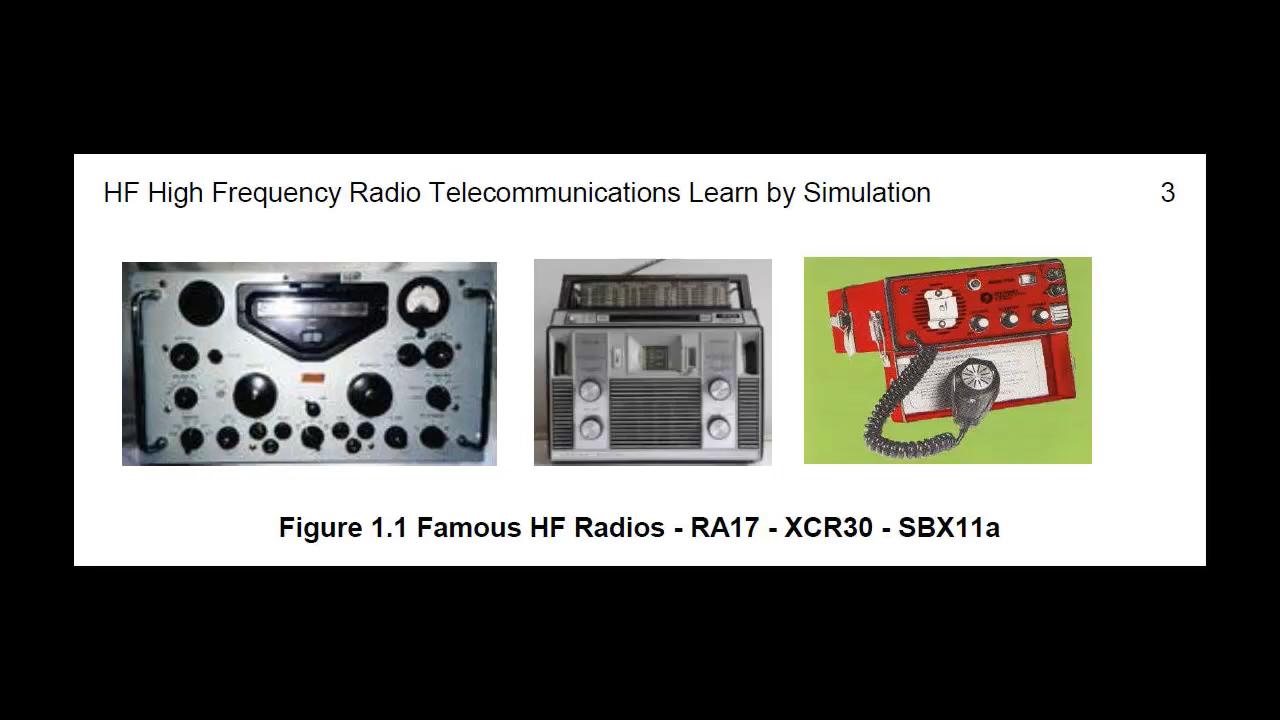 HF High Frequency Radio Telecommunications Learn by Simulation 3
Figure 1.1 Famous HF Radios - RA17 - XCR30 - SBX11a